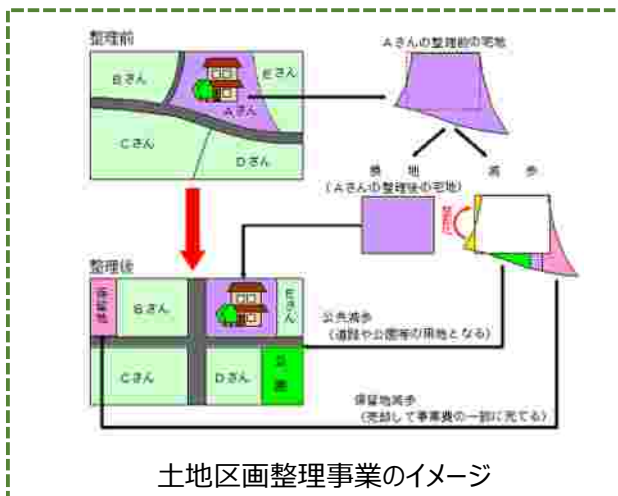 整理前
Aさんの整理前の宅地
Bさん
Eさん
Aさん
Cさん
Dさん
換地
(Aさんの整理後の宅地)
減歩
整理後
保留地
Bさん
Eさん
Cさん
Dさん
公園
公共減歩
(道路や公園等の用地となる)
保留地減歩
(売却して事業費の一部に充てる)
土地区画整理事業のイメージ